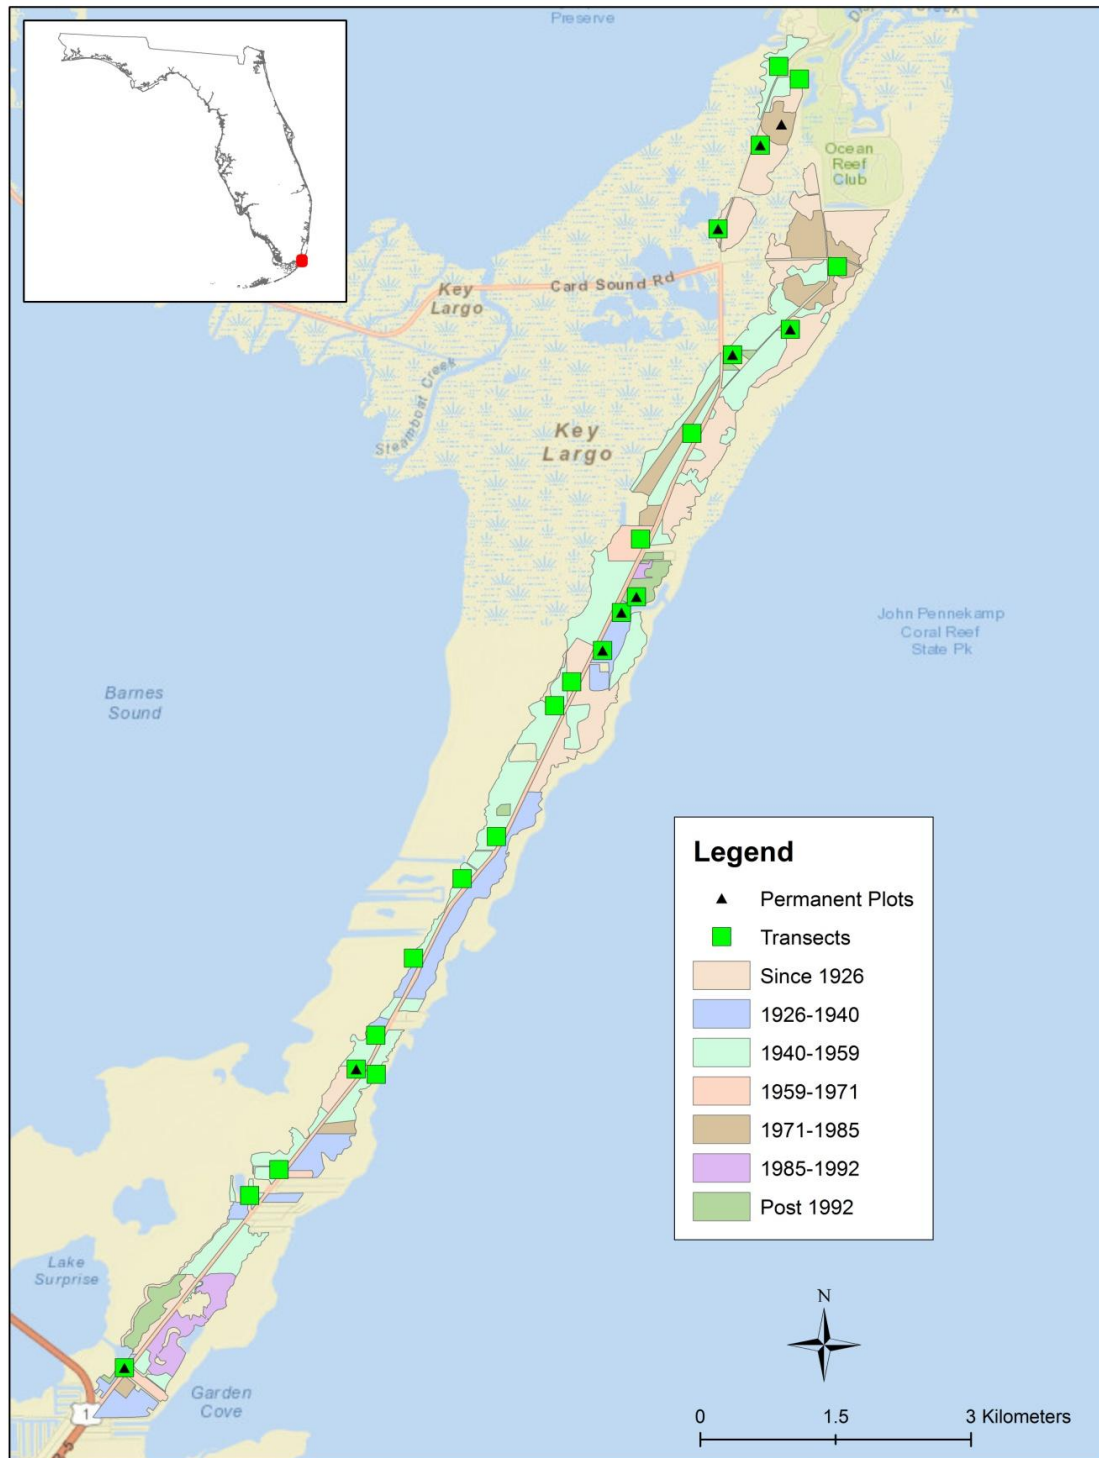 Preserve
Creek
Ocean
Reef
Club
Card Sound Rd
Key
Largo
Steamboat Creek
Key
Largo
John Pennekamp
Coral Reef
State Pk
Barnes
Sound
Legend
Permanent Plots
Transects
Since 1926
1926-1940
1940-1959
1959-1971
1971-1985
1985-1992
Post 1992
Lake
Surprise
Garden
Cove
1
N
0 1.5 3 Kilometers